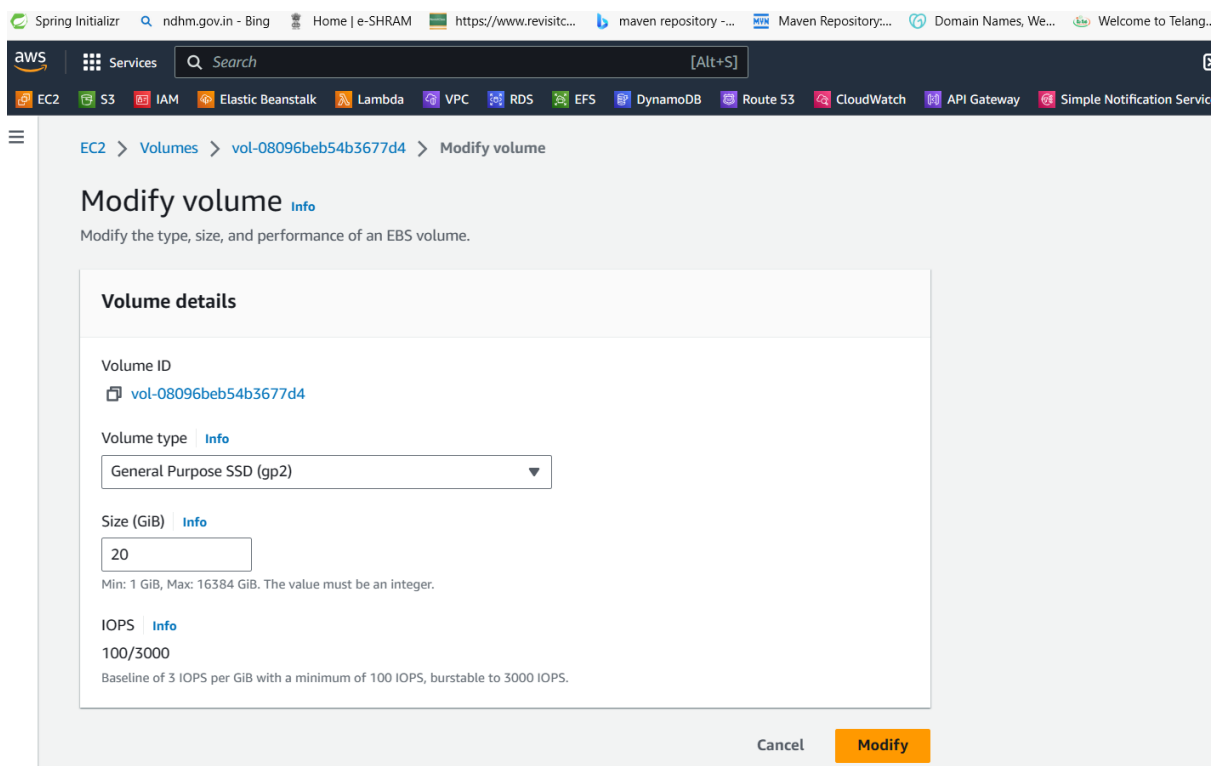 Spring Initializr ndhm.gov.in - Bing Home | e-SHRAM https://www.revisitc... maven repository -... MVN Maven Repository:... Domain Names, We... Welcome to Telang...
aws Services Search [Alt+S]
EC2 S3 IAM Elastic Beanstalk Lambda VPC RDS EFS DynamoDB Route 53 CloudWatch API Gateway Simple Notification Servic
EC2 > Volumes > vol-08096beb54b3677d4 > Modify volume
Modify volume Info
Modify the type, size, and performance of an EBS volume.
Volume details
Volume ID
vol-08096beb54b3677d4
Volume type Info
General Purpose SSD (gp2)
Size (GiB) Info
20
Min: 1 GiB, Max: 16384 GiB. The value must be an integer.
IOPS Info
100/3000
Baseline of 3 IOPS per GiB with a minimum of 100 IOPS, burstable to 3000 IOPS.
Cancel Modify